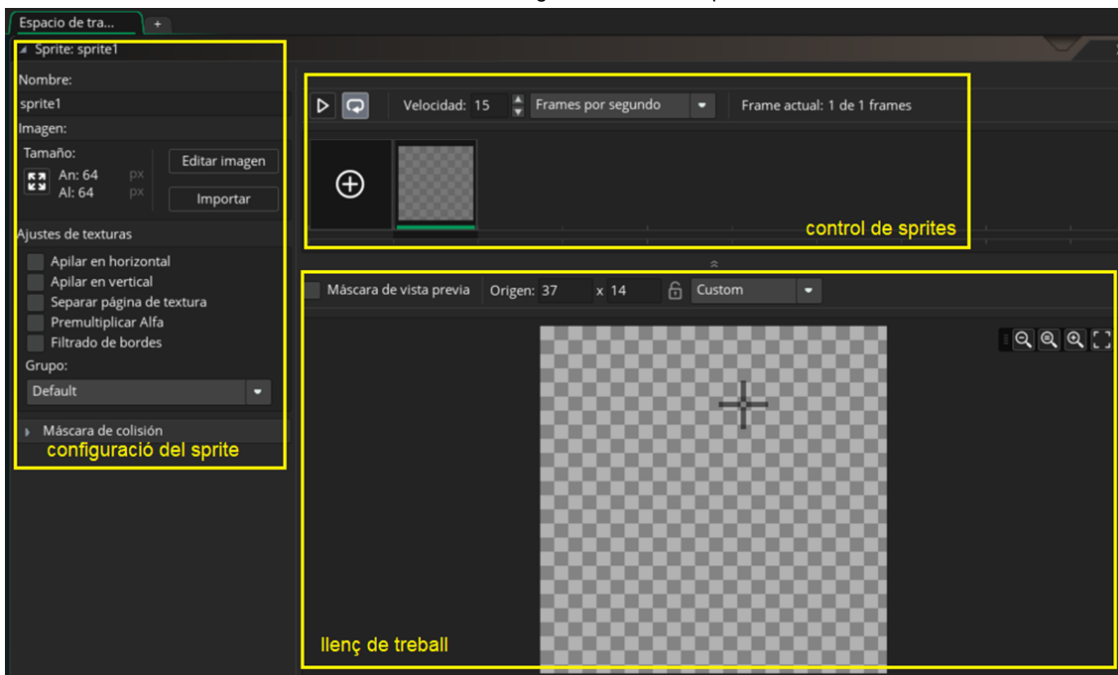 Espacio de tra...
+
Sprite: sprite1
Nombre:
sprite1
Imagen:
Tamaño:
An: 64 px
Al: 64 px
Editar imagen
Importar
Ajustes de texturas
Apilar en horizontal
Apilar en vertical
Separar página de textura
Premultiplicar Alfa
Filtrado de bordes
Grupo:
Default
Máscara de colisión
configuració del sprite
Velocidad: 15 Frames por segundo Frame actual: 1 de 1 frames
control de sprites
Máscara de vista previa Origen: 37 x 14 Custom
llenç de treball